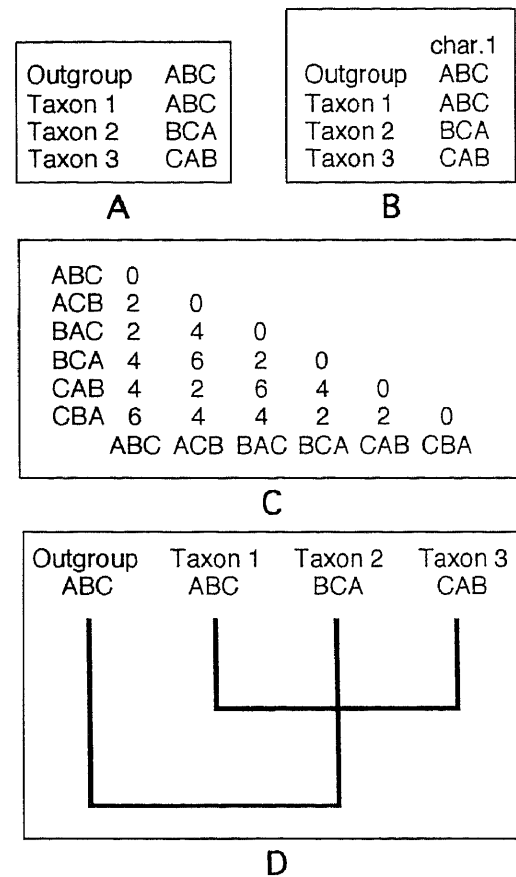 Outgroup ABC
Taxon 1 ABC
Taxon 2 BCA
Taxon 3 CAB
A
char.1
Outgroup ABC
Taxon 1 ABC
Taxon 2 BCA
Taxon 3 CAB
B
ABC 0
ACB 2 0
BAC 2 4 0
BCA 4 6 2 0
CAB 4 2 6 4 0
CBA 6 4 4 2 2 0
ABC ACB BAC BCA CAB CBA
C
Outgroup Taxon 1 Taxon 2 Taxon 3
ABC ABC BCA CAB
D